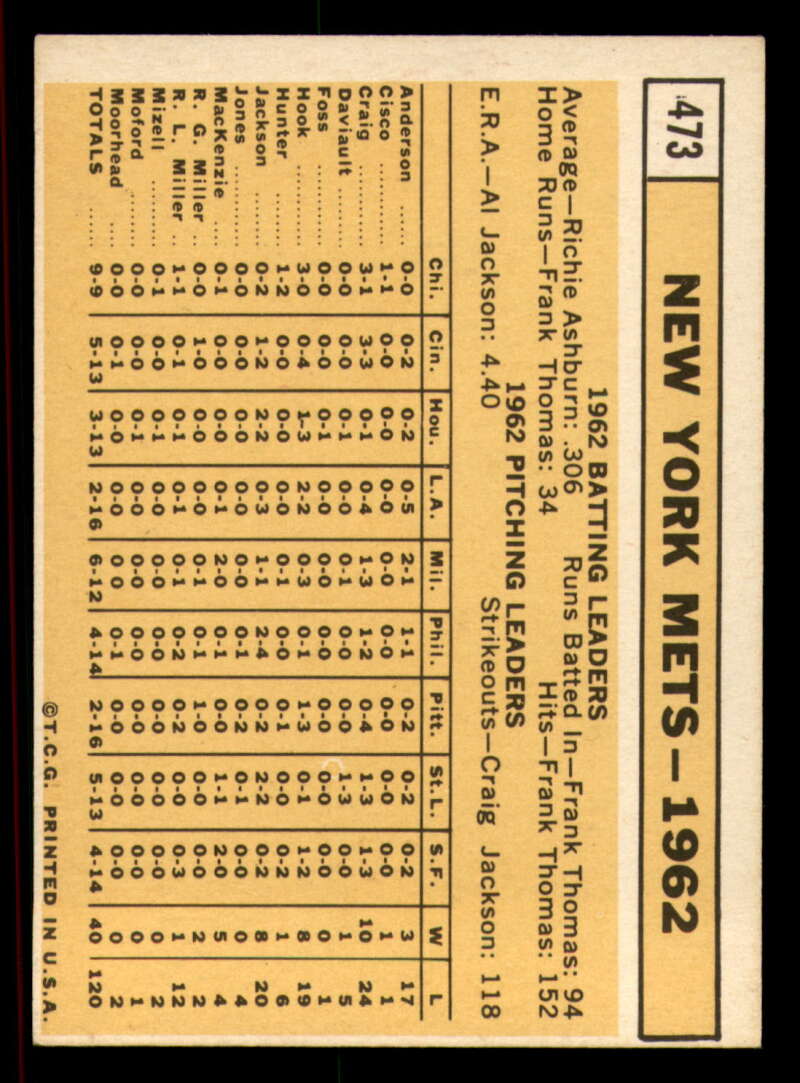 473 NEW YORK METS—1962
1962 BATTING LEADERS
Average—Richie Ashburn: .306 Runs Batted In—Frank Thomas: 94
Home Runs—Frank Thomas: 34 Hits—Frank Thomas: 152
1962 PITCHING LEADERS
E.R.A.—Al Jackson: 4.40 Strikeouts—Craig Jackson: 118
Chi. Cin. Hou. L.A. Mil. Phil. Pitt. St.L. S.F. W L
Anderson ...... 0-0 0-2 0-2 0-5 2-1 1-1 0-2 0-2 0-2 3 17
Cisco ........... 1-1 0-0 0-0 0-0 0-0 0-0 0-0 0-0 0-0 1 1
Craig ........... 3-1 3-3 0-1 0-4 1-3 1-2 0-4 1-3 1-3 10 24
Daviault ........ 0-0 0-0 0-1 0-0 0-1 0-0 0-0 1-3 0-0 1 5
Foss ............ 0-0 0-0 0-1 0-0 0-0 0-0 0-0 0-0 0-0 0 1
Hook ............ 3-0 0-4 1-3 2-2 0-3 0-1 1-3 0-1 1-2 8 19
Hunter .......... 1-2 0-0 0-0 0-0 0-1 0-0 0-1 0-0 0-2 1 6
Jackson ........ 0-2 1-2 2-2 0-3 1-1 2-4 0-2 2-2 0-2 8 20
Jones ........... 0-0 0-0 0-0 0-0 0-0 0-1 0-2 0-1 0-0 0 4
MacKenzie .... 0-1 0-0 0-0 0-1 2-0 0-1 0-0 1-1 2-0 5 4
R. G. Miller .. 0-0 1-0 0-0 0-0 0-1 0-1 1-0 0-0 0-0 2 2
R. L. Miller .. 1-1 0-1 0-1 0-1 0-1 0-2 0-2 0-0 0-3 1 12
Mizell .......... 0-1 0-0 0-1 0-0 0-0 0-0 0-0 0-0 0-0 0 2
Moford ......... 0-0 0-0 0-1 0-0 0-0 0-0 0-0 0-0 0-0 0 1
Moorhead .... 0-0 0-1 0-0 0-0 0-0 0-1 0-0 0-0 0-0 0 2
TOTALS ...... 9-9 5-13 3-13 2-16 6-12 4-14 2-16 5-13 4-14 40 120
©T.C.G. PRINTED IN U.S.A.